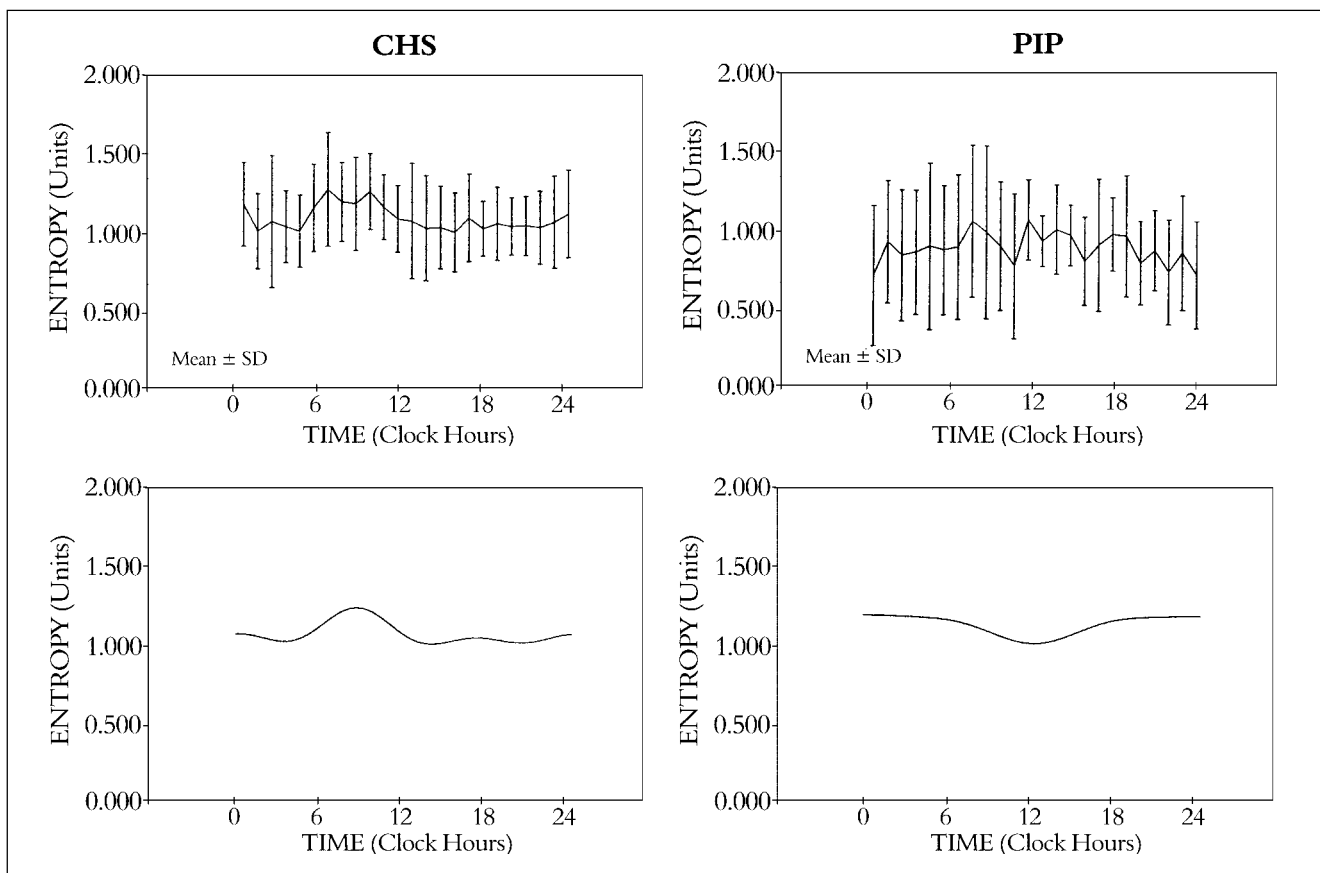 CHS
2.000
1.500
1.000
0.500
0.000
ENTROPY (Units)
Mean ± SD
0 6 12 18 24
TIME (Clock Hours)
PIP
2.000
1.500
1.000
0.500
0.000
ENTROPY (Units)
Mean ± SD
0 6 12 18 24
TIME (Clock Hours)
2.000
1.500
1.000
0.500
0.000
ENTROPY (Units)
0 6 12 18 24
TIME (Clock Hours)
2.000
1.500
1.000
0.500
0.000
ENTROPY (Units)
0 6 12 18 24
TIME (Clock Hours)